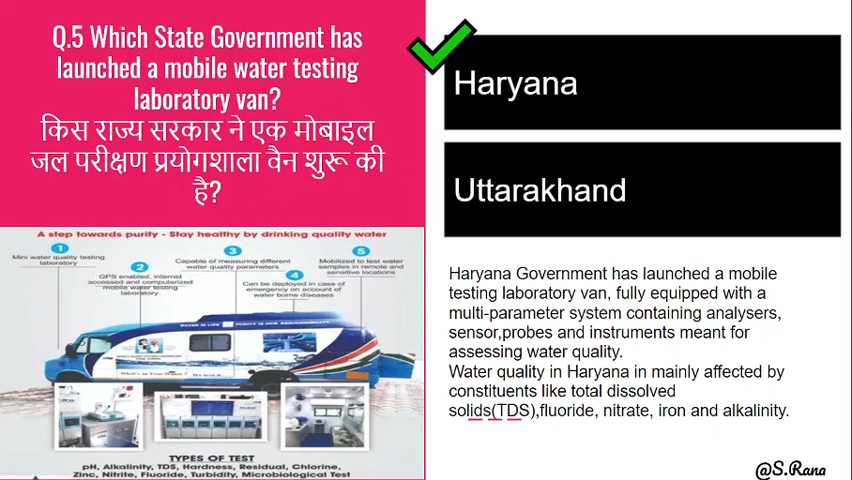 Q.5 Which State Government has
launched a mobile water testing
laboratory van?
किस राज्य सरकार ने एक मोबाइल
जल परीक्षण प्रयोगशाला वैन शुरू की
है?
Haryana
Uttarakhand
A step towards purity - Stay healthy by drinking quality water
1
Mini water quality testing
laboratory
2
GPS enabled, internet
accessed and computerized
mobile water testing
laboratory.
3
Capable of measuring different
water quality parameters
4
Can be deployed in case of
emergency on account of
water borne diseases
5
Mobilized to test water
samples in remote and
sensitive locations
WATER IS LIFE
TYPES OF TEST
pH, Alkalinity, TDS, Hardness, Residual, Chlorine,
Zinc, Nitrite, Fluoride, Turbidity, Microbiological Test
Haryana Government has launched a mobile
testing laboratory van, fully equipped with a
multi-parameter system containing analysers,
sensor,probes and instruments meant for
assessing water quality.
Water quality in Haryana in mainly affected by
constituents like total dissolved
solids(TDS),fluoride, nitrate, iron and alkalinity.
@S.Rana